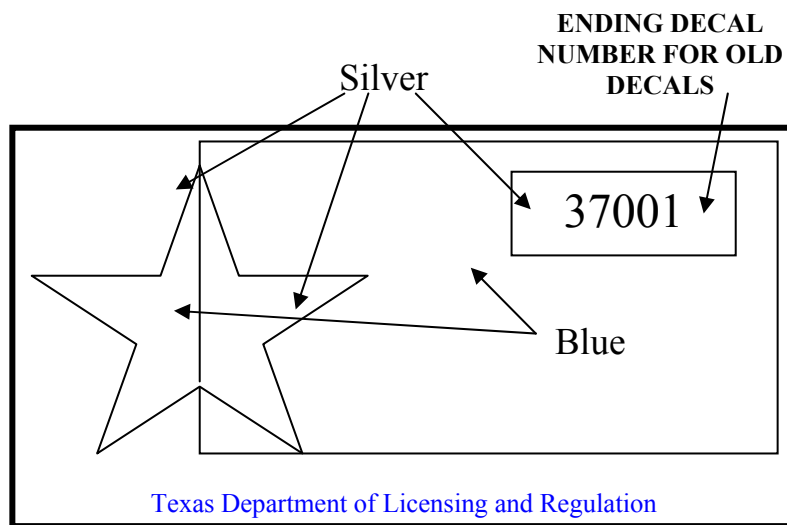 ENDING DECAL
NUMBER FOR OLD
DECALS
Silver
37001
Blue
Texas Department of Licensing and Regulation